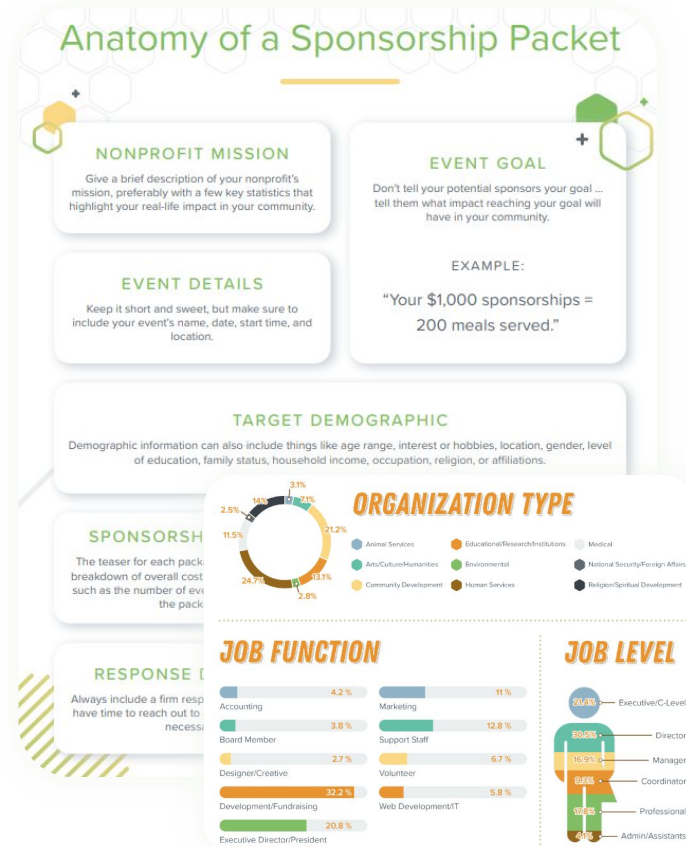 Anatomy of a Sponsorship Packet
NONPROFIT MISSION
Give a brief description of your nonprofit's
mission, preferably with a few key statistics that
highlight your real-life impact in your community.
EVENT GOAL
Don't tell your potential sponsors your goal ...
tell them what impact reaching your goal will
have in your community.
EXAMPLE:
"Your $1,000 sponsorships =
200 meals served."
EVENT DETAILS
Keep it short and sweet, but make sure to
include your event's name, date, start time, and
location.
TARGET DEMOGRAPHIC
Demographic information can also include things like age range, interest or hobbies, location, gender, level
of education, family status, household income, occupation, religion, or affiliations.
SPONSORSH
The teaser for each packa
breakdown of overall cost
such as the number of eve
the pack
RESPONSE D
Always include a firm resp
have time to reach out to
necessa
3.1%
7.1%
21.2%
13.1%
2.8%
24.7%
11.5%
2.5%
14%
ORGANIZATION TYPE
Animal Services
Educational/Research/Institutions
Medical
Arts/Culture/Humanities
Environmental
National Security/Foreign Affairs
Community Development
Human Services
Religion/Spiritual Development
JOB FUNCTION
4.2 %
Accounting
3.8 %
Board Member
2.7 %
Designer/Creative
32.2 %
Development/Fundraising
20.8 %
Executive Director/President
11 %
Marketing
12.8 %
Support Staff
6.7 %
Volunteer
5.8 %
Web Development/IT
JOB LEVEL
21.4%
Executive/C-Level
30.5%
Director
16.9%
Manager
9.3%
Coordinator
17.8%
Professional
4.1%
Admin/Assistants